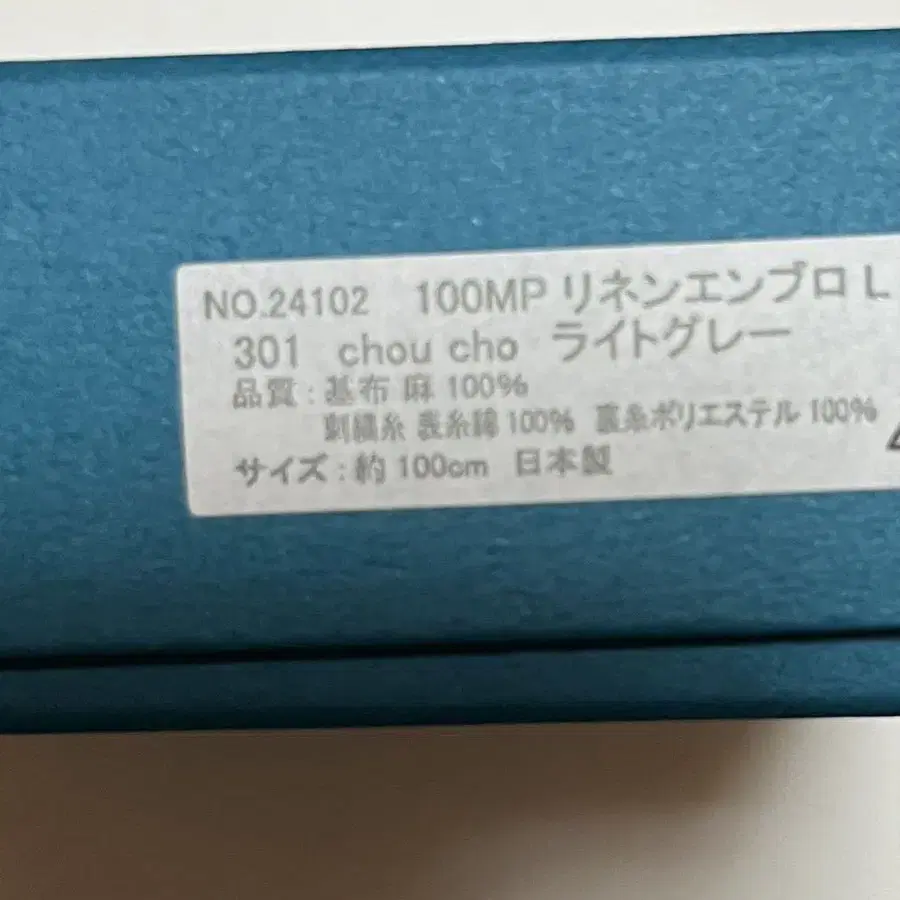 NO.24102 100MP リネンエンブロ L
301 chou cho ライトグレー
品質 : 基布 麻 100%
刺繍糸 表糸綿 100% 裏糸ポリエステル 100%
サイズ : 約 100cm 日本製